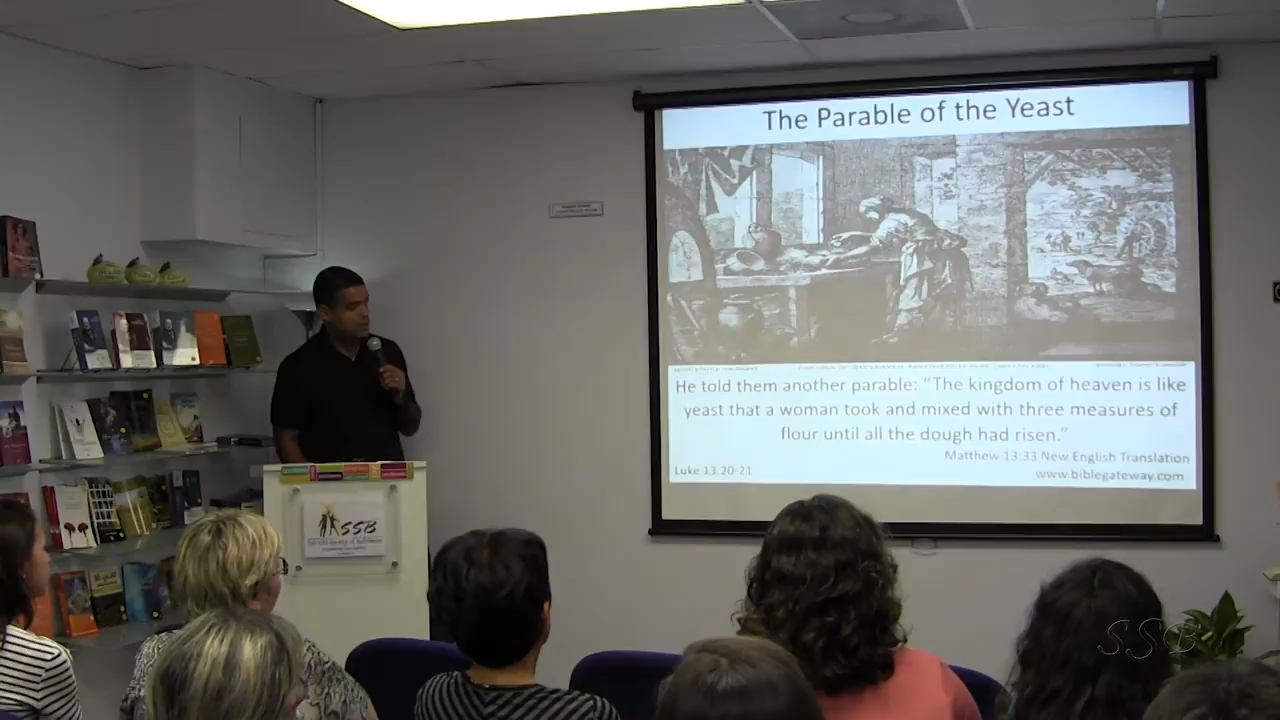 The Parable of the Yeast
He told them another parable: “The kingdom of heaven is like
yeast that a woman took and mixed with three measures of
flour until all the dough had risen.”
Matthew 13:33 New English Translation
Luke 13:20-21
www.biblegateway.com
SSB
SSB